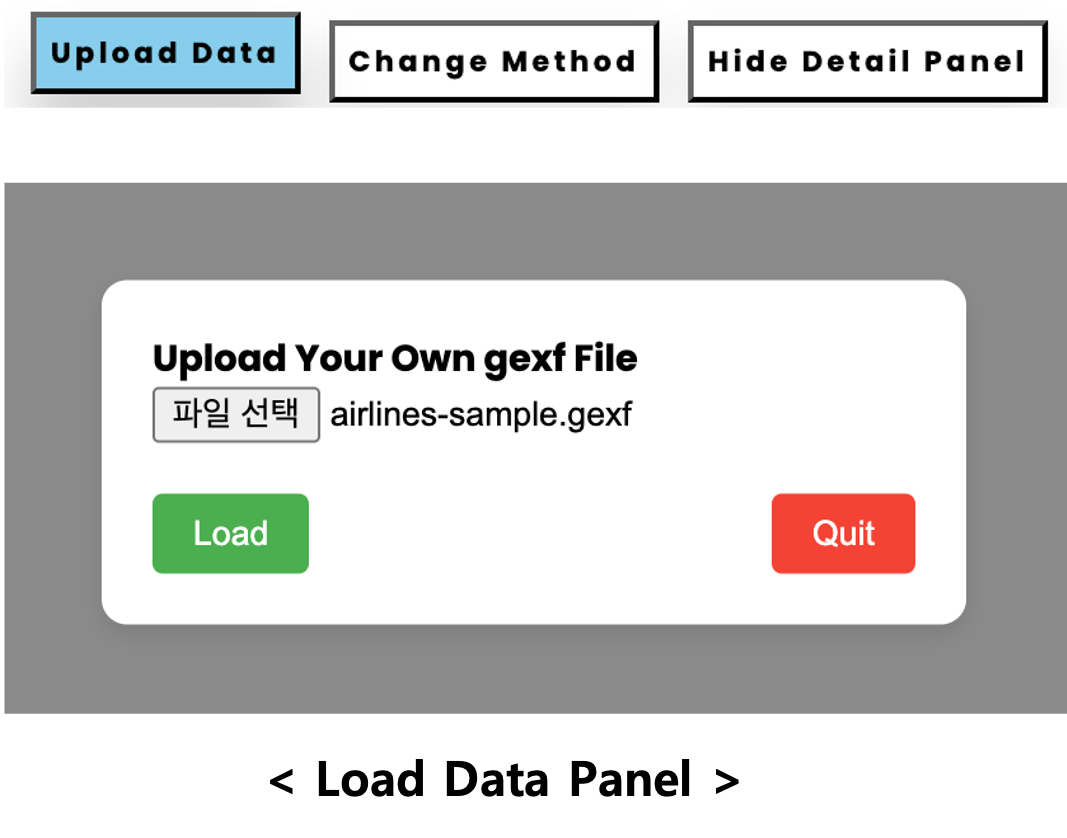 Upload Data Change Method Hide Detail Panel
Upload Your Own gexf File
파일 선택 airlines-sample.gexf
Load Quit
< Load Data Panel >